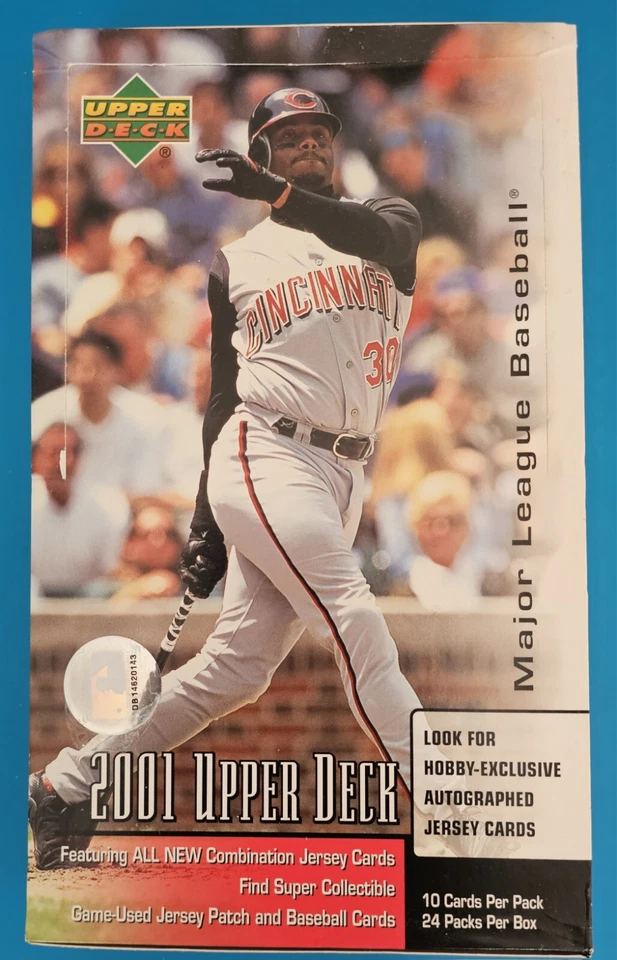 UPPER
D·E·C·K
®
C
CINCINNATI
30
Major League Baseball®
DB14620143
2001 UPPER DECK
LOOK FOR
HOBBY-EXCLUSIVE
AUTOGRAPHED
JERSEY CARDS
Featuring ALL NEW Combination Jersey Cards
Find Super Collectible
Game-Used Jersey Patch and Baseball Cards
10 Cards Per Pack
24 Packs Per Box